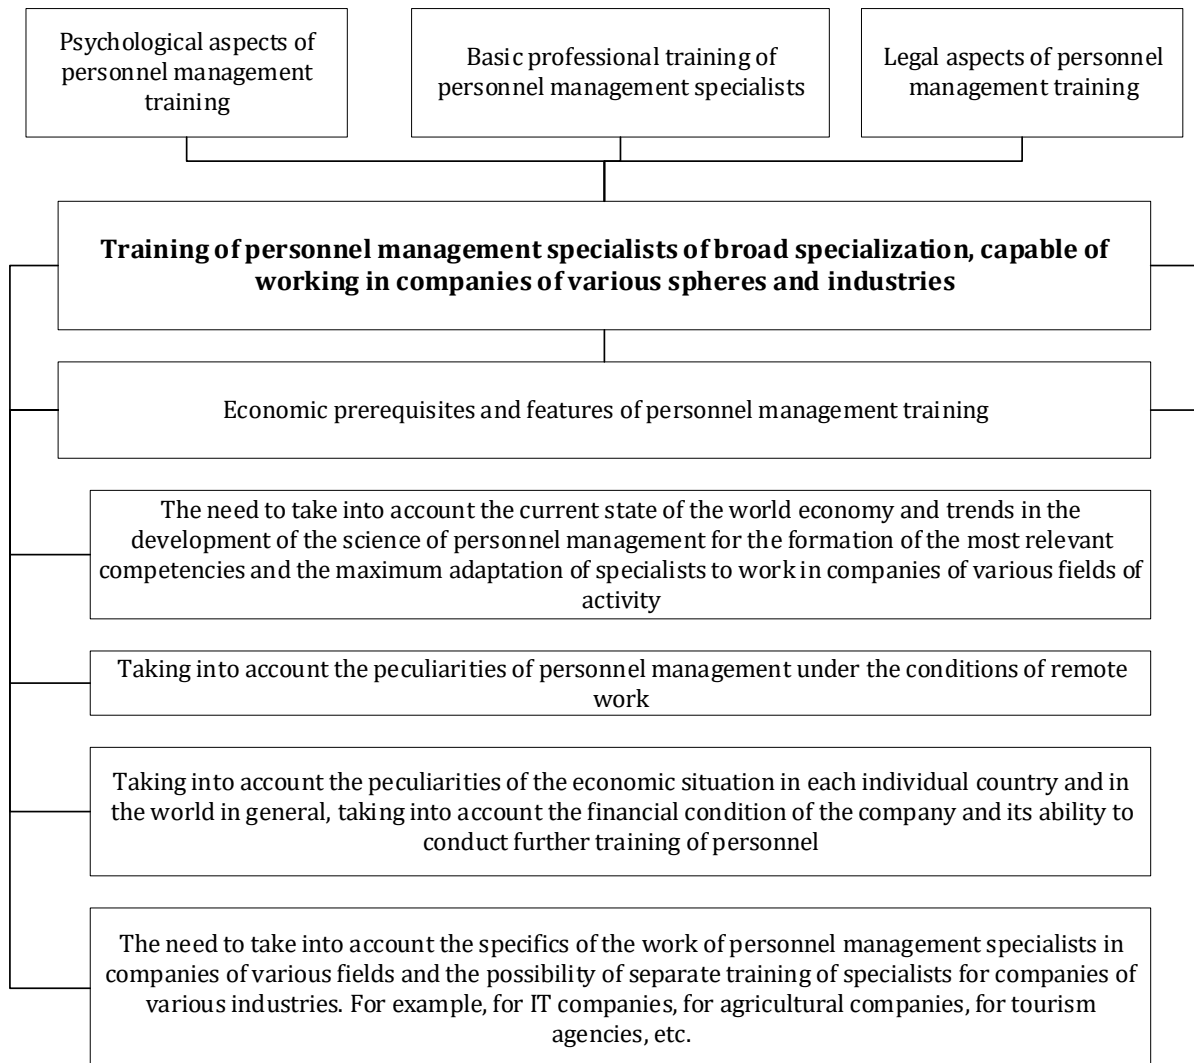 Psychological aspects of
personnel management
training
Basic professional training of
personnel management specialists
Legal aspects of personnel
management training
Training of personnel management specialists of broad specialization, capable of
working in companies of various spheres and industries
Economic prerequisites and features of personnel management training
The need to take into account the current state of the world economy and trends in the
development of the science of personnel management for the formation of the most relevant
competencies and the maximum adaptation of specialists to work in companies of various fields of
activity
Taking into account the peculiarities of personnel management under the conditions of remote
work
Taking into account the peculiarities of the economic situation in each individual country and in
the world in general, taking into account the financial condition of the company and its ability to
conduct further training of personnel
The need to take into account the specifics of the work of personnel management specialists in
companies of various fields and the possibility of separate training of specialists for companies of
various industries. For example, for IT companies, for agricultural companies, for tourism
agencies, etc.